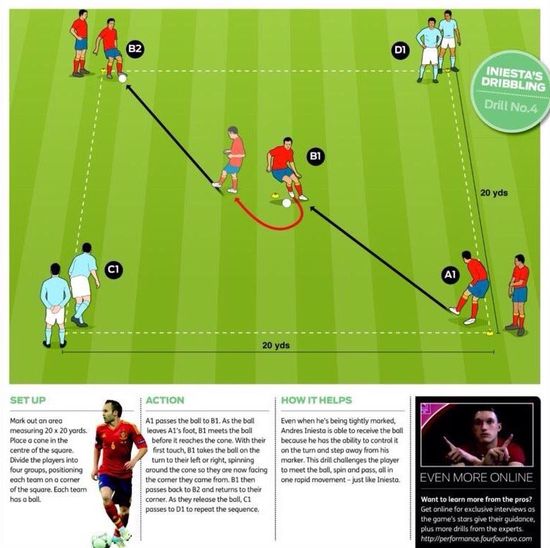 B2
D1
INIESTA'S
DRIBBLING
Drill No.4
B1
20 yds
C1
A1
20 yds
SET UP
Mark out an area
measuring 20 x 20 yards.
Place a cone in the
centre of the square.
Divide the players into
four groups, positioning
each team on a corner
of the square. Each team
has a ball.
ACTION
A1 passes the ball to B1. As the ball
leaves A1's foot, B1 meets the ball
before it reaches the cone. With their
first touch, B1 takes the ball on the
turn to their left or right, spinning
around the cone so they are now facing
the corner they came from. B1 then
passes back to B2 and returns to their
corner. As they release the ball, C1
passes to D1 to repeat the sequence.
HOW IT HELPS
Even when he's being tightly marked,
Andres Iniesta is able to receive the ball
because he has the ability to control it
on the turn and step away from his
marker. This drill challenges the player
to meet the ball, spin and pass, all in
one rapid movement – just like Iniesta.
EVEN MORE ONLINE
Want to learn more from the pros?
Get online for exclusive interviews as
the game's stars give their guidance,
plus more drills from the experts.
http://performance.fourfourtwo.com